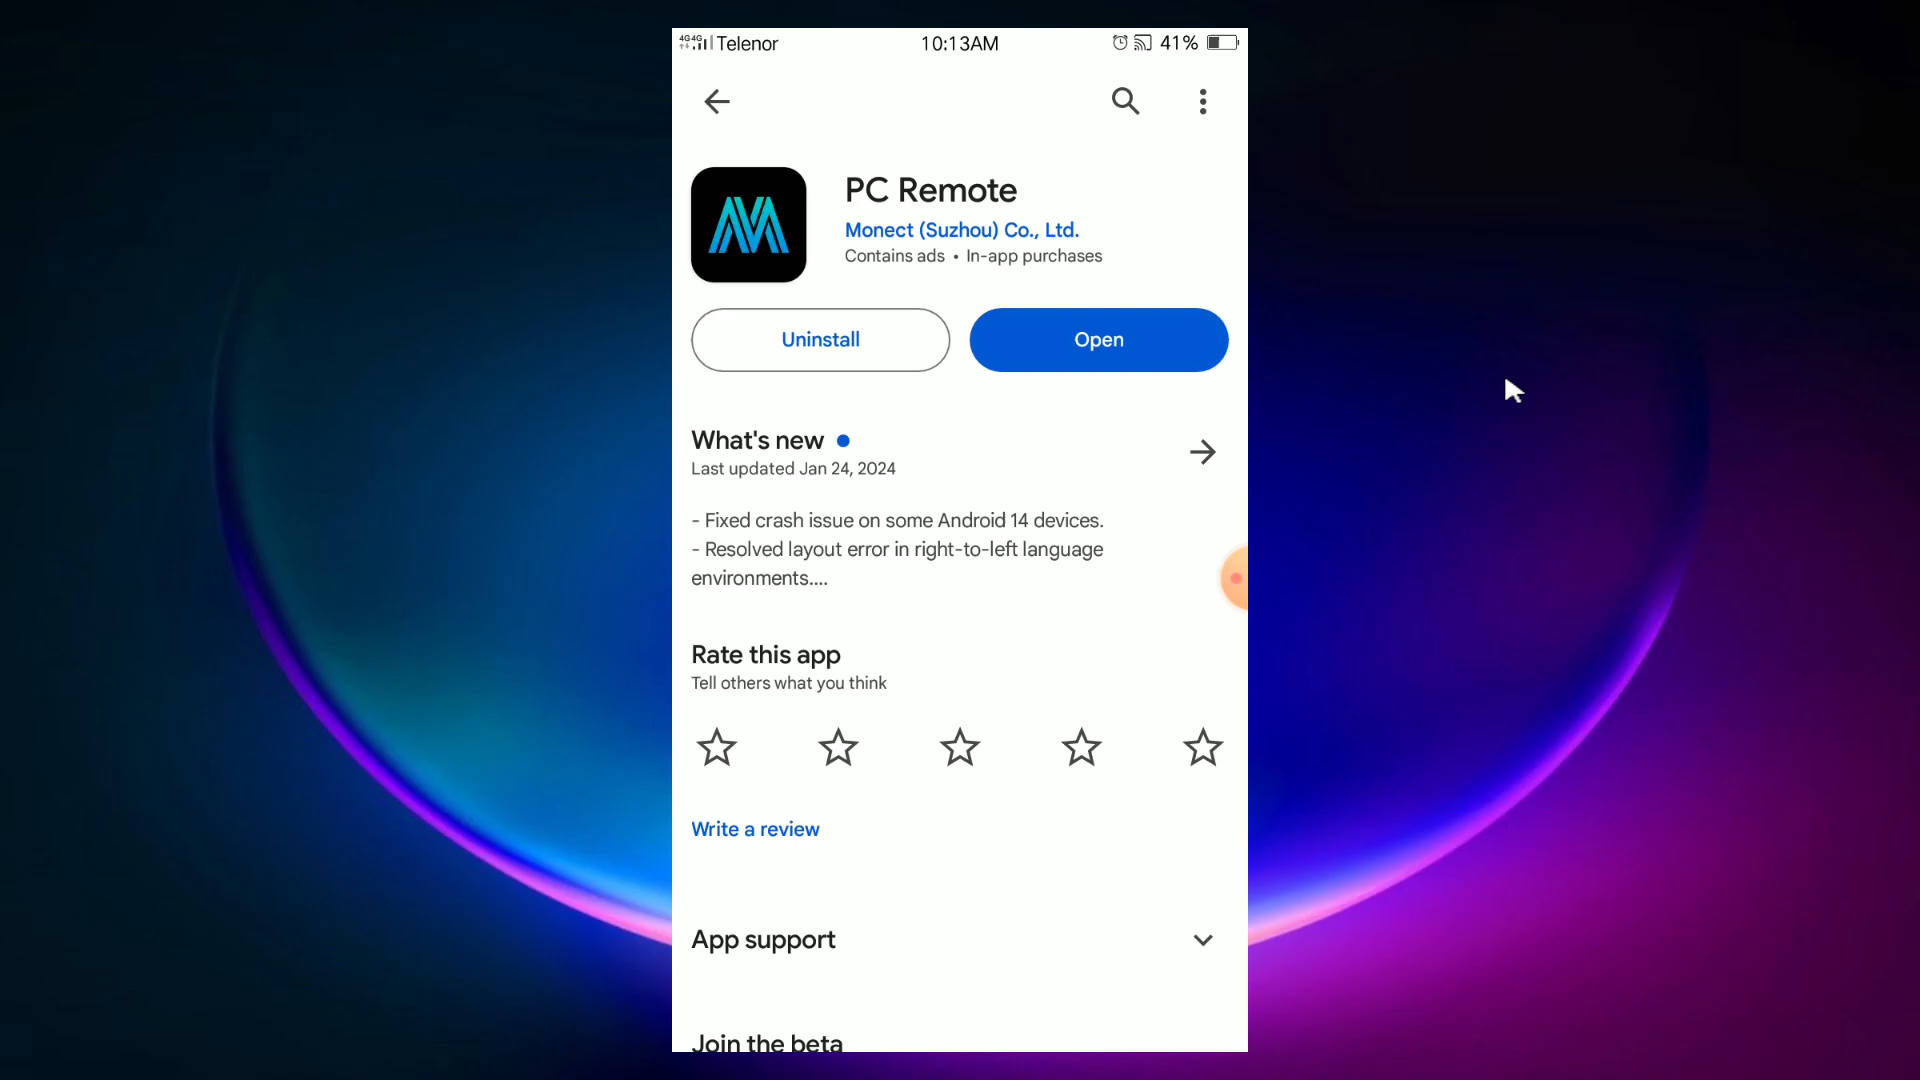 4G 4G Telenor 10:13AM 41%
PC Remote
Monect (Suzhou) Co., Ltd.
Contains ads • In-app purchases
Uninstall Open
What's new
Last updated Jan 24, 2024
- Fixed crash issue on some Android 14 devices.
- Resolved layout error in right-to-left language
environments....
Rate this app
Tell others what you think
Write a review
App support
Join the beta